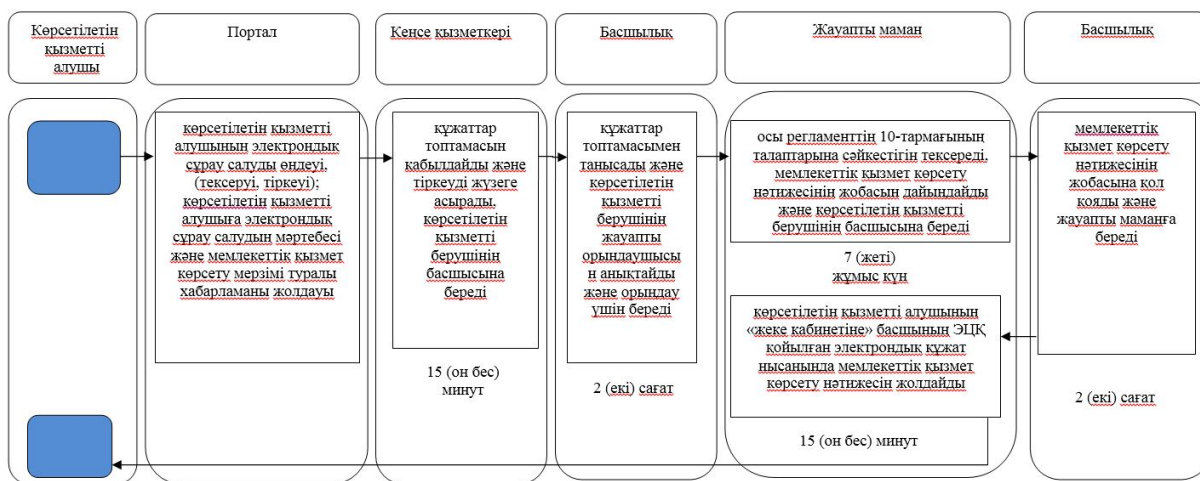 Көрсетілетін
қызметті
алушы
Портал
Кеңсе қызметкері
Басшылық
Жауапты маман
Басшылық
көрсетілетін қызметті
алушының электрондық
сұрау салуды өңдеуі,
(тексеруі, тіркеуі);
көрсетілетін қызметті
алушыға электрондық
сұрау салудың мәртебесі
және мемлекеттік қызмет
көрсету мерзімі туралы
хабарламаны жолдауы
құжаттар
топтамасын
қабылдайды және
тіркеуді жүзеге
асырады,
көрсетілетін
қызметті
берушінің
басшысына
береді
15 (он бес)
минут
құжаттар
топтамасымен
танысады және
көрсетілетін
қызметті
берушінің
жауапты
орындаушысы
н анықтайды
және орындау
үшін береді
2 (екі) сағат
осы регламенттің 10-тармағының
талаптарына сәйкестігін тексереді,
мемлекеттік қызмет көрсету
нәтижесінің жобасын дайындайды
және көрсетілетін қызметті
берушінің басшысына береді
7 (жеті)
жұмыс күн
көрсетілетін қызметті алушының
«жеке кабинетіне» басшының ЭЦҚ
қойылған электрондық құжат
нысанында мемлекеттік қызмет
көрсету нәтижесін жолдайды
15 (он бес) минут
мемлекеттік
қызмет көрсету
нәтижесінің
жобасына қол
қояды және
жауапты маманға
береді
2 (екі) сағат